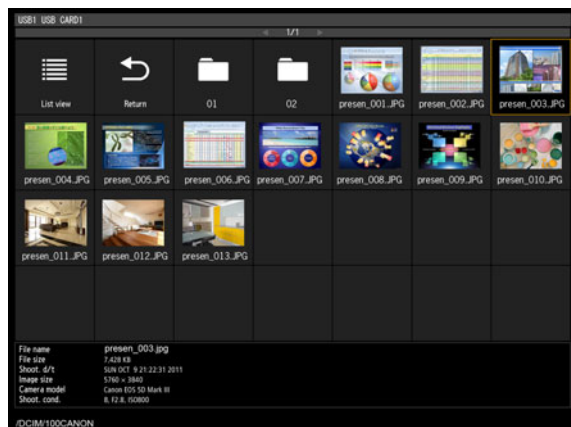 USB1 USB CARD1
1/1
List view
Return
01
02
presen_001.JPG
presen_002.JPG
presen_003.JPG
presen_004.JPG
presen_005.JPG
presen_006.JPG
presen_007.JPG
presen_008.JPG
presen_009.JPG
presen_010.JPG
presen_011.JPG
presen_012.JPG
presen_013.JPG
File name presen_003.jpg
File size 7,428 KB
Shoot. d/t SUN OCT 9 21:22:31 2011
Image size 5760 × 3840
Camera model Canon EOS 5D Mark III
Shoot. cond. 8, F2.8, ISO800
/DCIM/100CANON